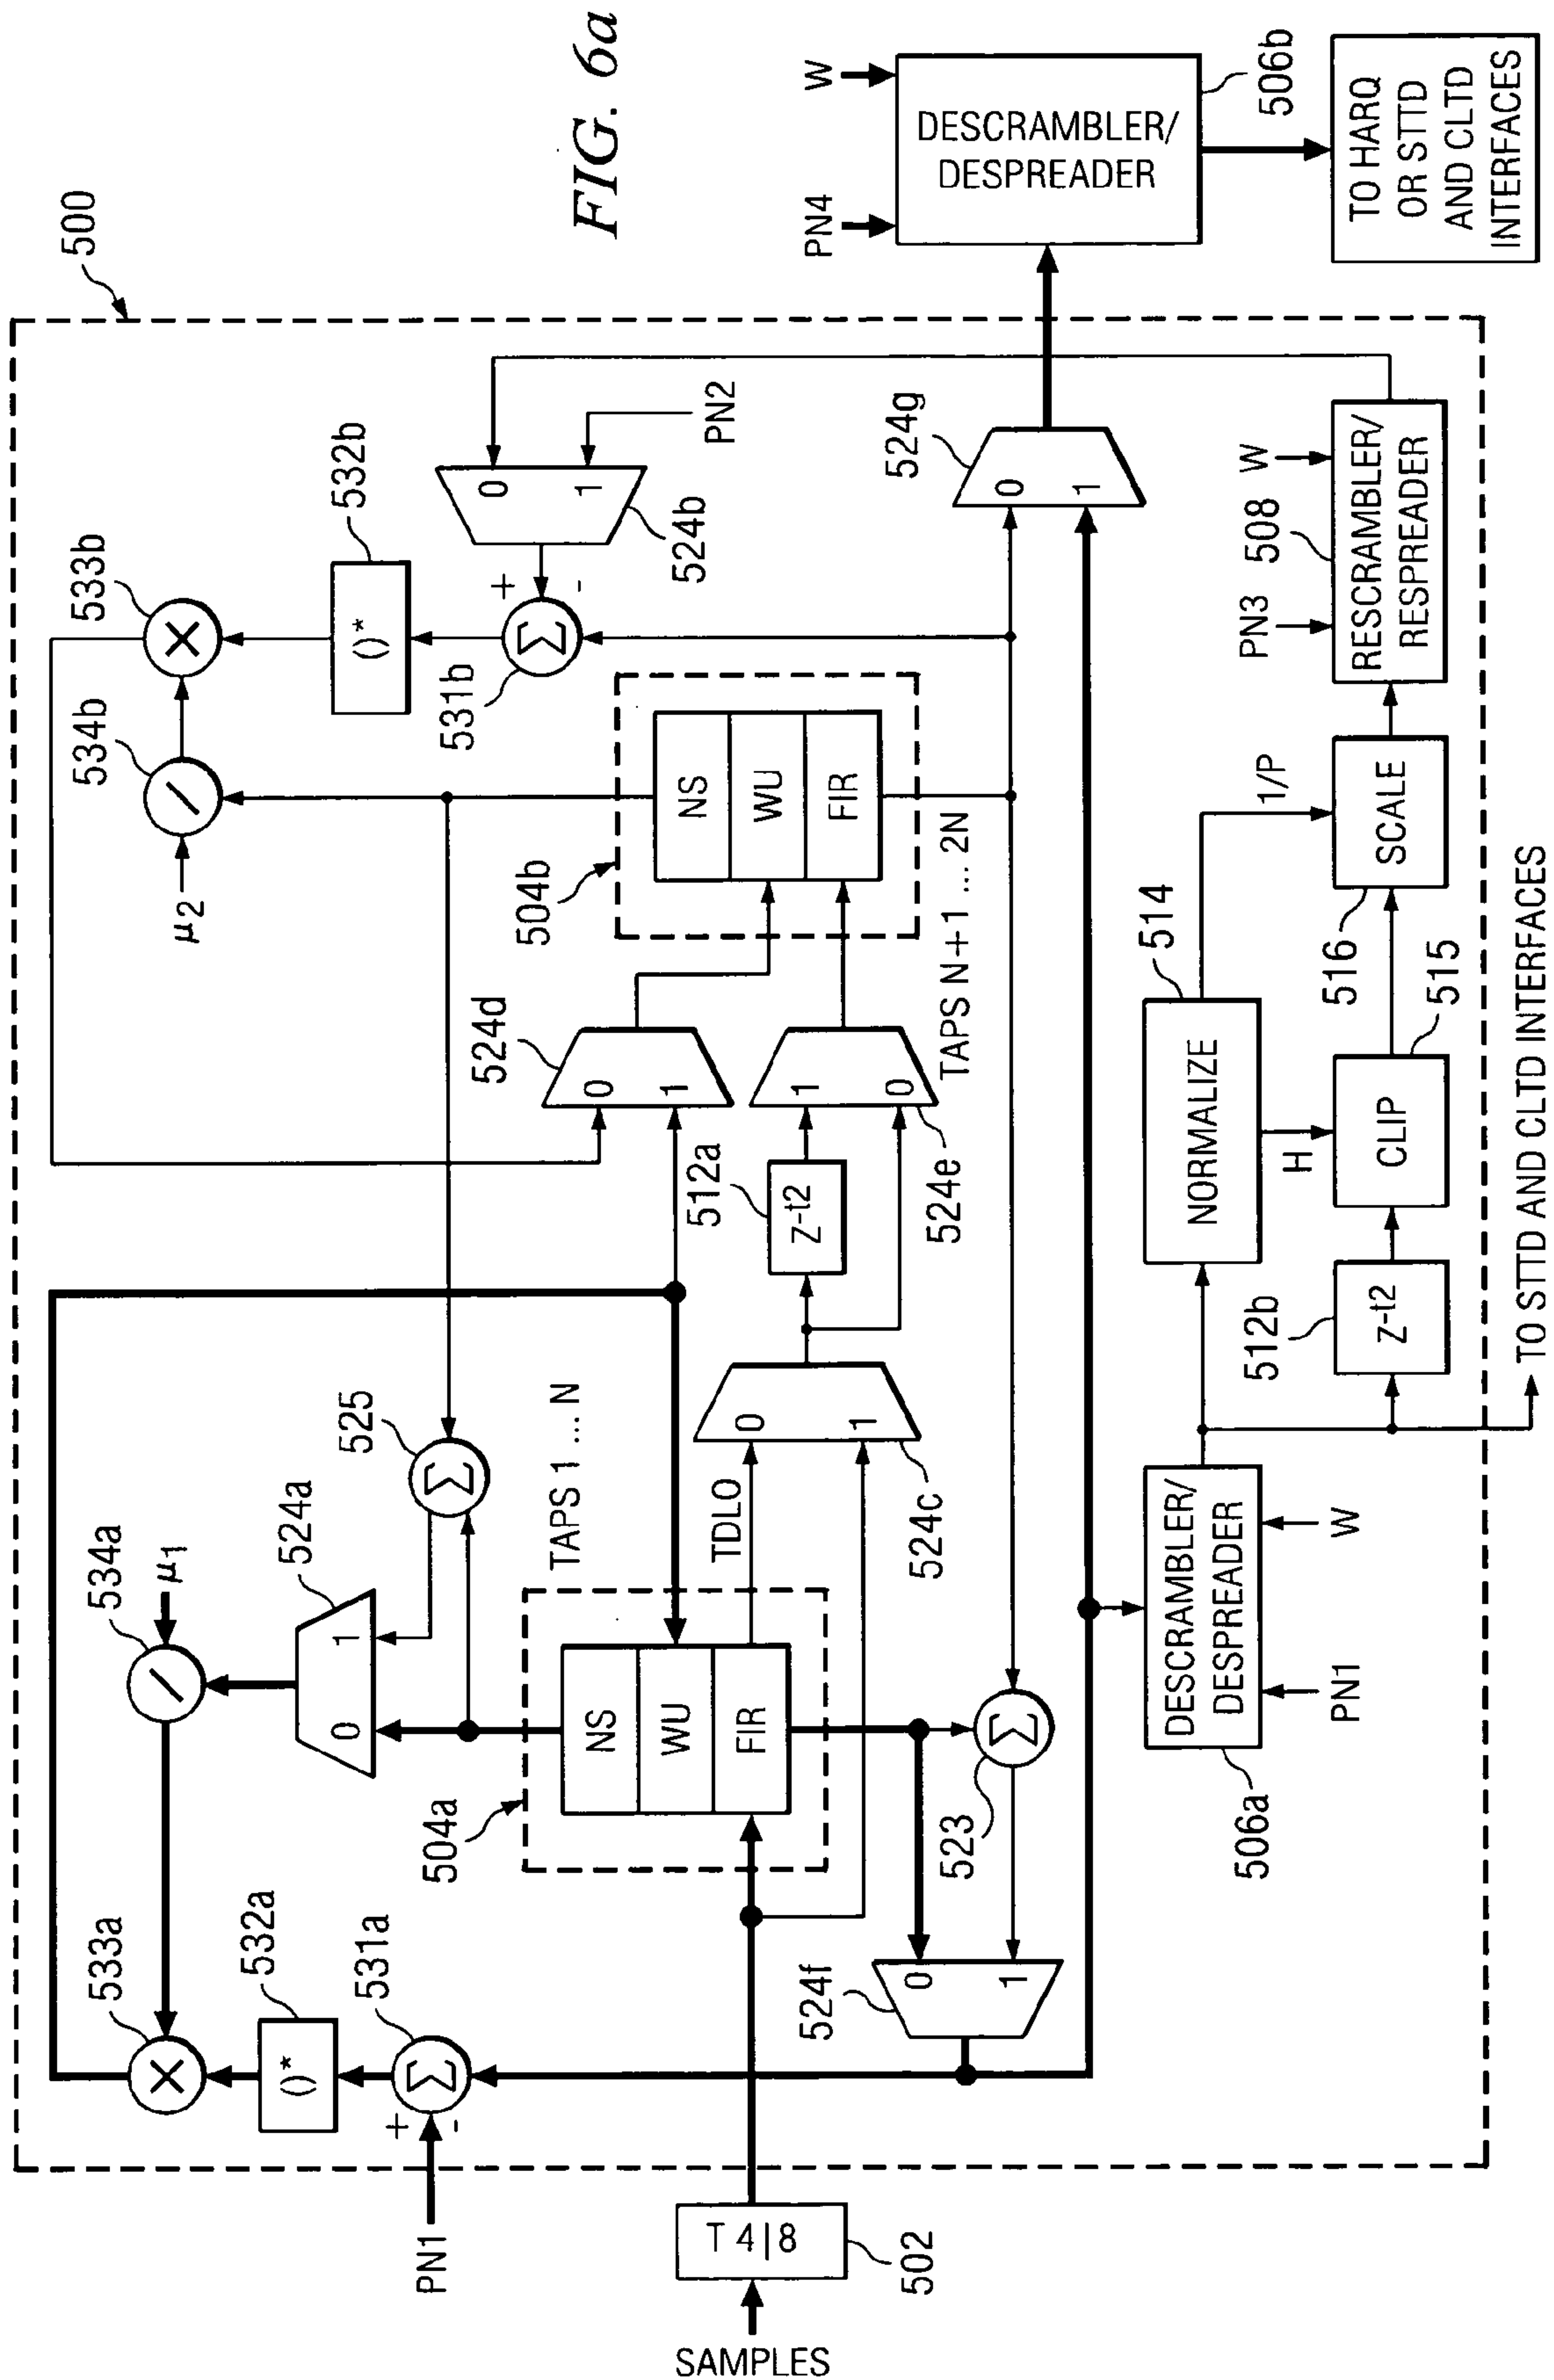 FIG. 6a
500
PN1
SAMPLES
T 4|8
502
533a
532a
()*
531a
Σ
+
-
534a
μ1
524a
0
1
525
Σ
504a
NS
WU
FIR
TAPS 1 ... N
TDLO
524c
0
1
523
Σ
524f
0
1
512a
Z-t2
524d
0
1
524e
1
0
504b
NS
WU
FIR
TAPS N+1 ... 2N
μ2
534b
533b
532b
()*
531b
Σ
+
-
524b
0
1
PN2
524g
0
1
DESCRAMBLER/
DESPREADER
506a
PN1
W
512b
Z-t2
514
NORMALIZE
H
CLIP
515
1/P
SCALE
516
PN3
508
W
RESCRAMBLER/
RESPREADER
TO STTD AND CLTD INTERFACES
PN4
W
DESCRAMBLER/
DESPREADER
506b
TO HARQ
OR STTD
AND CLTD
INTERFACES